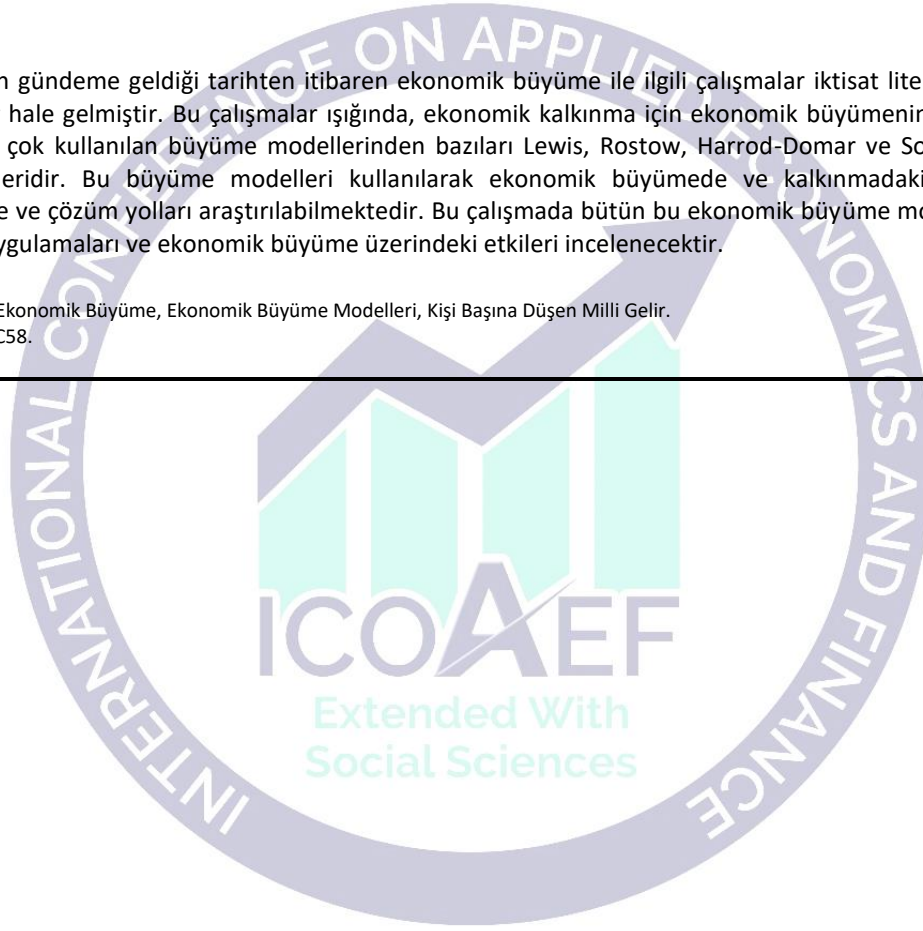 n gündeme geldiği tarihten itibaren ekonomik büyüme ile ilgili çalışmalar iktisat lite
hale gelmiştir. Bu çalışmalar ışığında, ekonomik kalkınma için ekonomik büyümenin
çok kullanılan büyüme modellerinden bazıları Lewis, Rostow, Harrod-Domar ve So
eridir. Bu büyüme modelleri kullanılarak ekonomik büyümede ve kalkınmadaki
e ve çözüm yolları araştırılabilmektedir. Bu çalışmada bütün bu ekonomik büyüme mo
ygulamaları ve ekonomik büyüme üzerindeki etkileri incelenecektir.
Ekonomik Büyüme, Ekonomik Büyüme Modelleri, Kişi Başına Düşen Milli Gelir.
C58.
INTERNATIONAL CONFERENCE ON APPLIED ECONOMICS AND FINANCE
ICOAEF
Extended With
Social Sciences